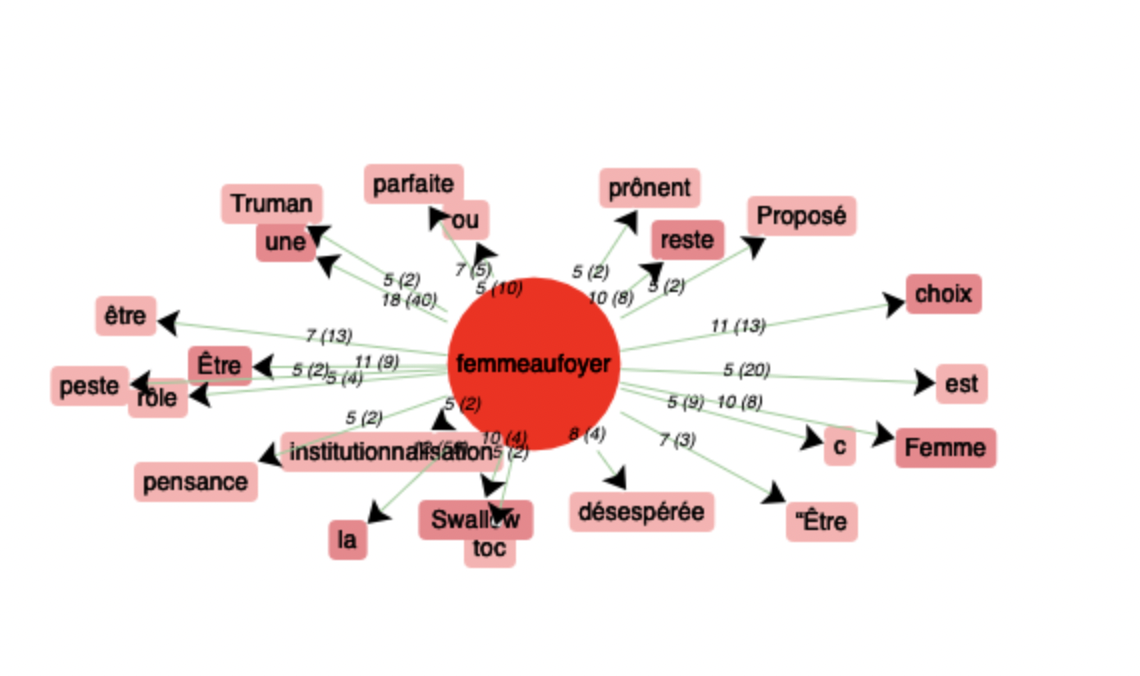 parfaite
prônent
Truman
ou
Proposé
une
reste
7 (5)
5 (2)
5 (2)
5 (2)
5 (10)
10 (8)
18 (40)
choix
être
11 (13)
7 (13)
Être
11 (9)
femmeaufoyer
5 (2)
5 (4)
5 (20)
peste
est
rôle
5 (2)
5 (2)
5 (9)
10 (8)
8 (4)
10 (4)
7 (3)
c
Femme
institutionnalisation
5 (2)
pensance
Swallow
désespérée
"Être
la
toc